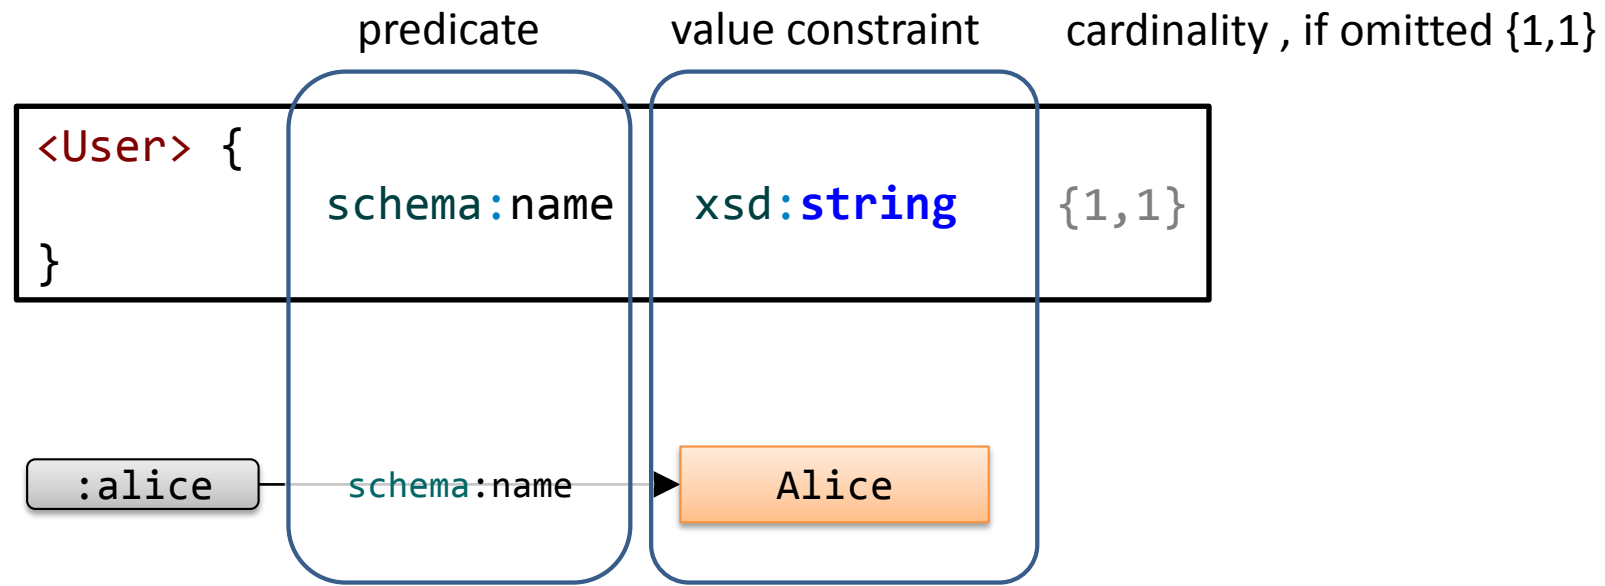 predicate value constraint cardinality , if omitted {1,1}
<User> {
schema:name xsd:string {1,1}
}
:alice schema:name Alice